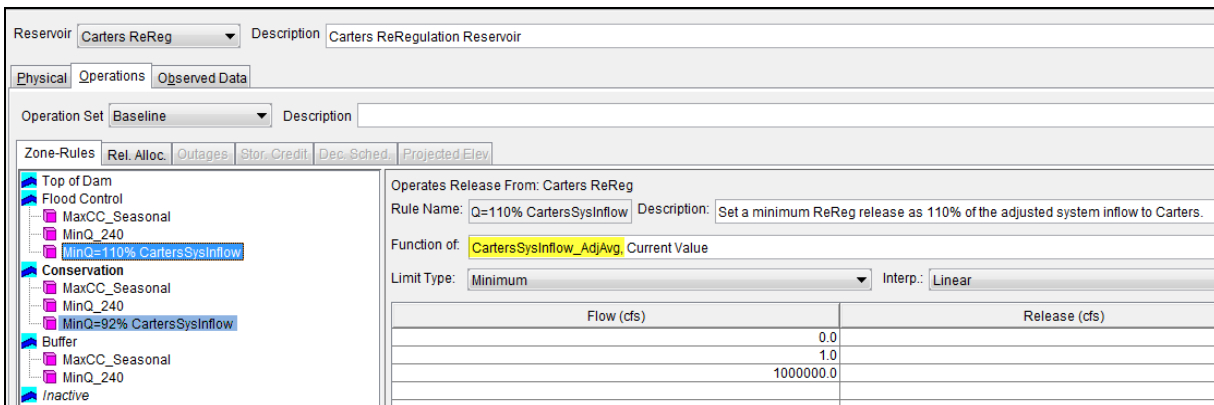 Reservoir Carters ReReg Description Carters ReRegulation Reservoir
Physical Operations Observed Data
Operation Set Baseline Description
Zone-Rules Rel. Alloc. Outages Stor. Credit Dec. Sched. Projected Elev
Top of Dam
Flood Control
MaxCC_Seasonal
MinQ_240
MinQ=110% CartersSysInflow
Conservation
MaxCC_Seasonal
MinQ_240
MinQ=92% CartersSysInflow
Buffer
MaxCC_Seasonal
MinQ_240
Inactive
Operates Release From: Carters ReReg
Rule Name: Q=110% CartersSysInflow Description: Set a minimum ReReg release as 110% of the adjusted system inflow to Carters.
Function of: CartersSysInflow_AdjAvg, Current Value
Limit Type: Minimum Interp.: Linear
Flow (cfs) Release (cfs)
0.0
1.0
1000000.0